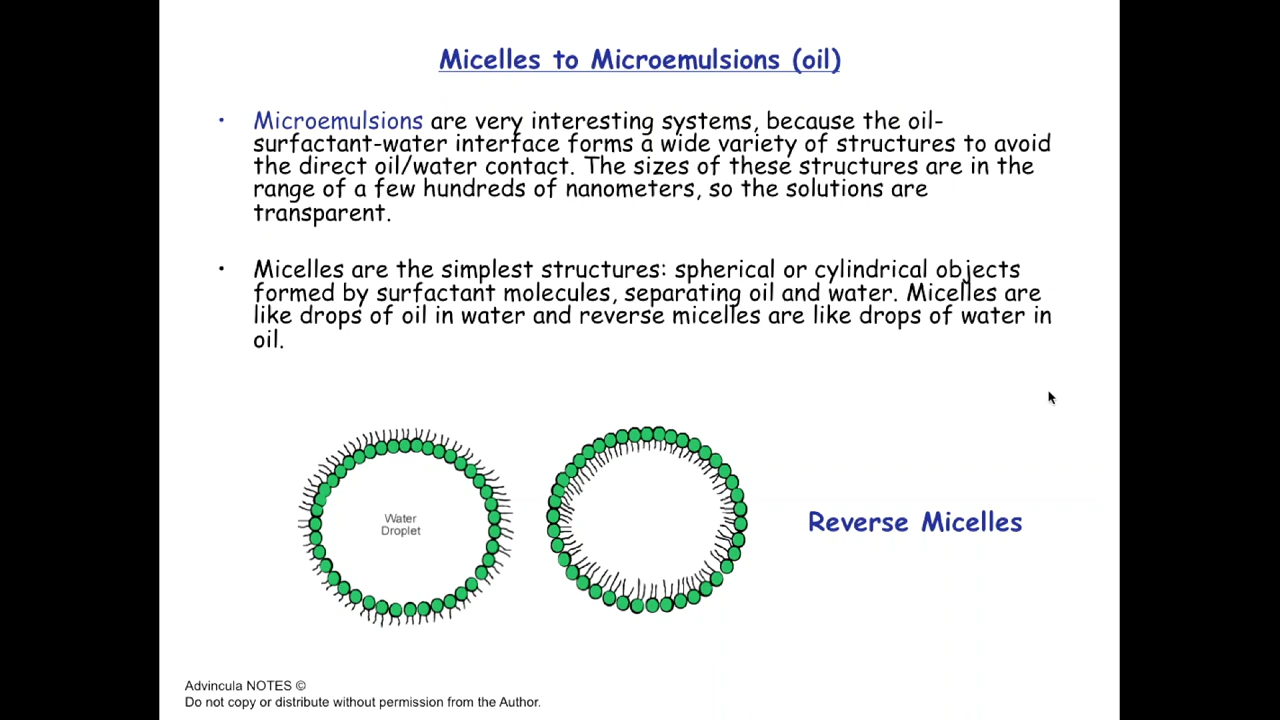 Micelles to Microemulsions (oil)
• Microemulsions are very interesting systems, because the oil-
surfactant-water interface forms a wide variety of structures to avoid
the direct oil/water contact. The sizes of these structures are in the
range of a few hundreds of nanometers, so the solutions are
transparent.
• Micelles are the simplest structures: spherical or cylindrical objects
formed by surfactant molecules, separating oil and water. Micelles are
like drops of oil in water and reverse micelles are like drops of water in
oil.
Water
Droplet
Reverse Micelles
Advincula NOTES ©
Do not copy or distribute without permission from the Author.